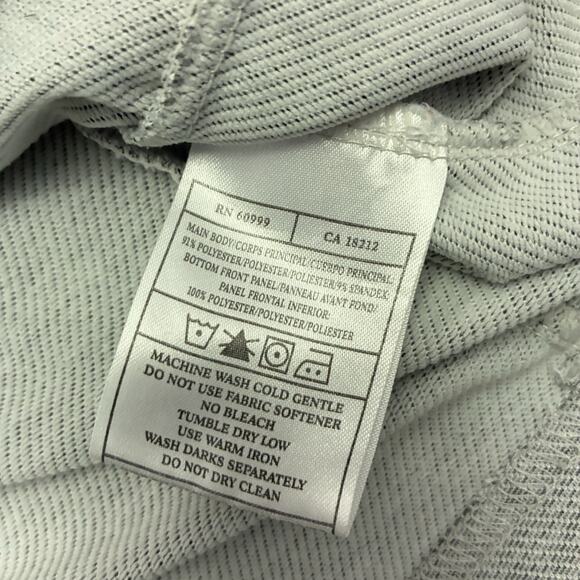 RN 60999
CA 18212
MAIN BODY/CORPS PRINCIPAL/CUERPO PRINCIPAL:
91% POLYESTER/POLYESTER/POLIESTER/9% SPANDEX
BOTTOM FRONT PANEL/PANNEAU AVANT FOND/
PANEL FRONTAL INFERIOR:
100% POLYESTER/POLYESTER/POLIESTER
MACHINE WASH COLD GENTLE
DO NOT USE FABRIC SOFTENER
NO BLEACH
TUMBLE DRY LOW
USE WARM IRON
WASH DARKS SEPARATELY
DO NOT DRY CLEAN